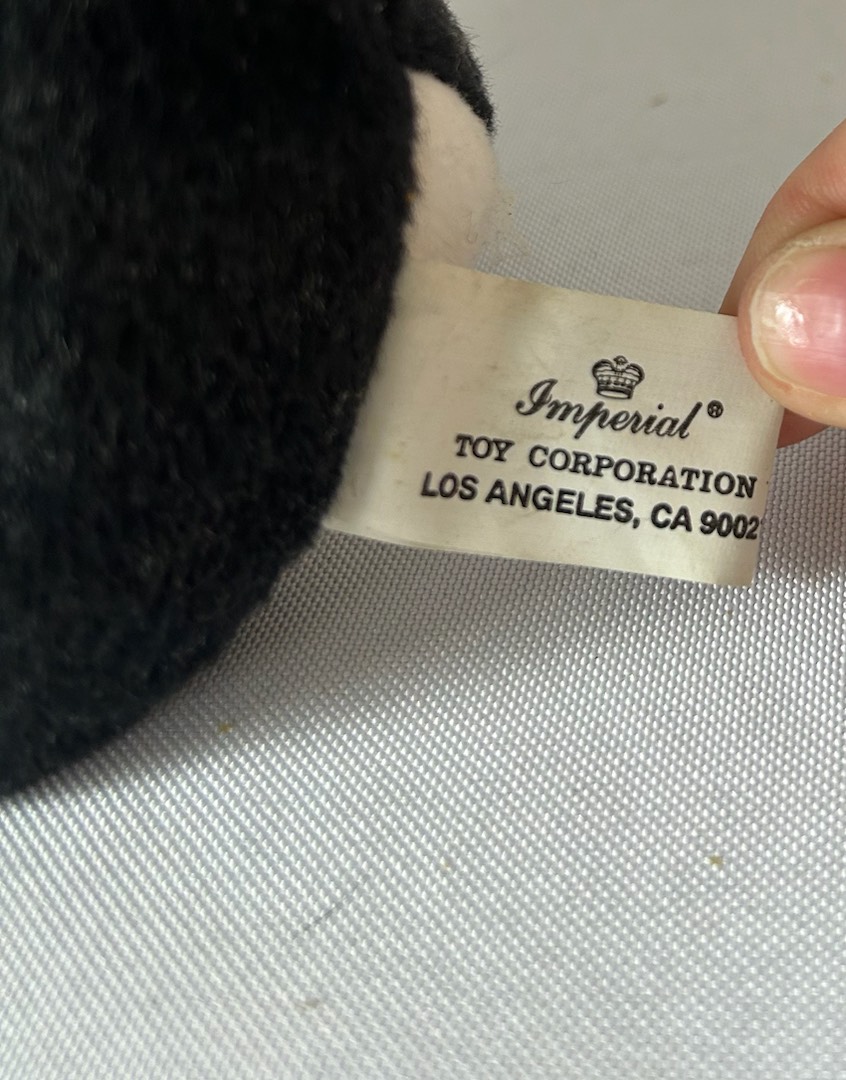 Imperial®
TOY CORPORATION
LOS ANGELES, CA 9002